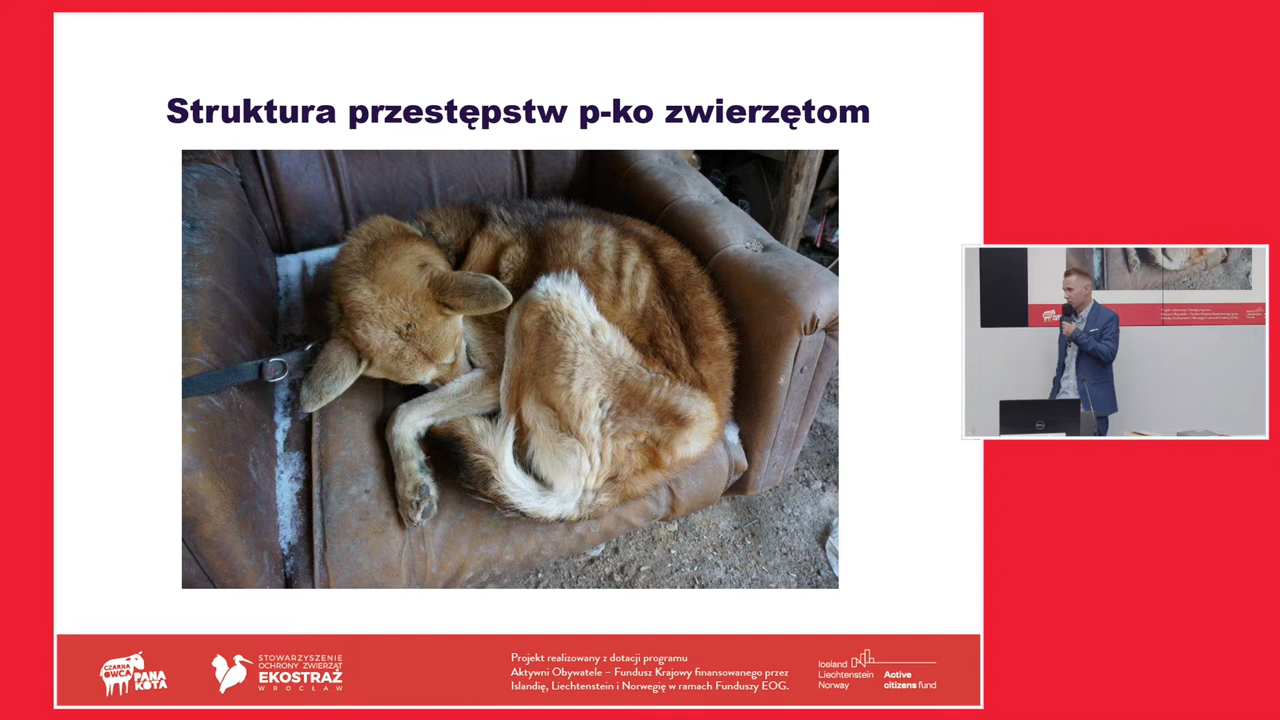 Struktura przestępstw p-ko zwierzętom
CZARNA
OWCA
PANA
KOTA
STOWARZYSZENIE
OCHRONY ZWIERZĄT
EKOSTRAŻ
WROCŁAW
Projekt realizowany z dotacji programu
Aktywni Obywatele – Fundusz Krajowy finansowanego przez
Islandię, Liechtenstein i Norwegię w ramach Funduszy EOG.
Iceland
Liechtenstein
Norway
Active
citizens fund
DELL